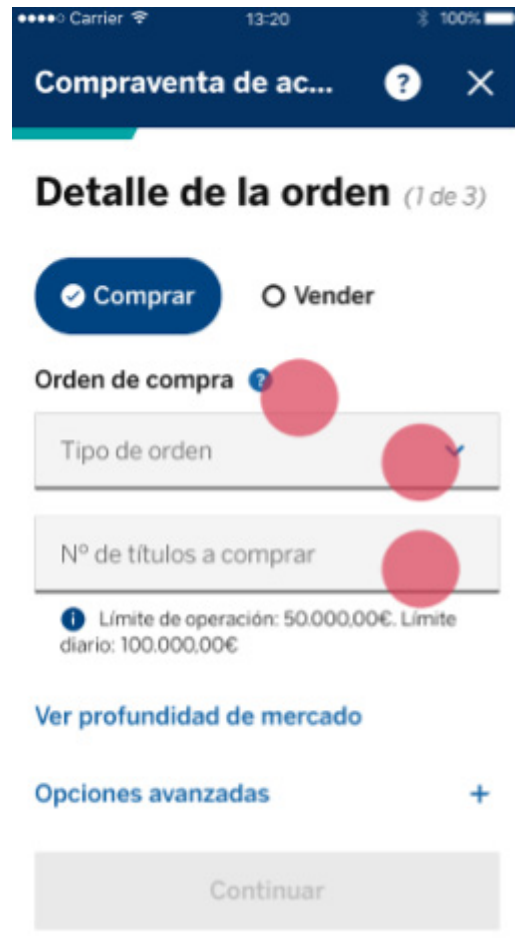 Carrier 13:20 100%
Compraventa de ac... ? ×
Detalle de la orden (1 de 3)
Comprar Vender
Orden de compra ?
Tipo de orden
Nº de títulos a comprar
i Límite de operación: 50.000,00€. Límite
diario: 100.000,00€
Ver profundidad de mercado
Opciones avanzadas +
Continuar